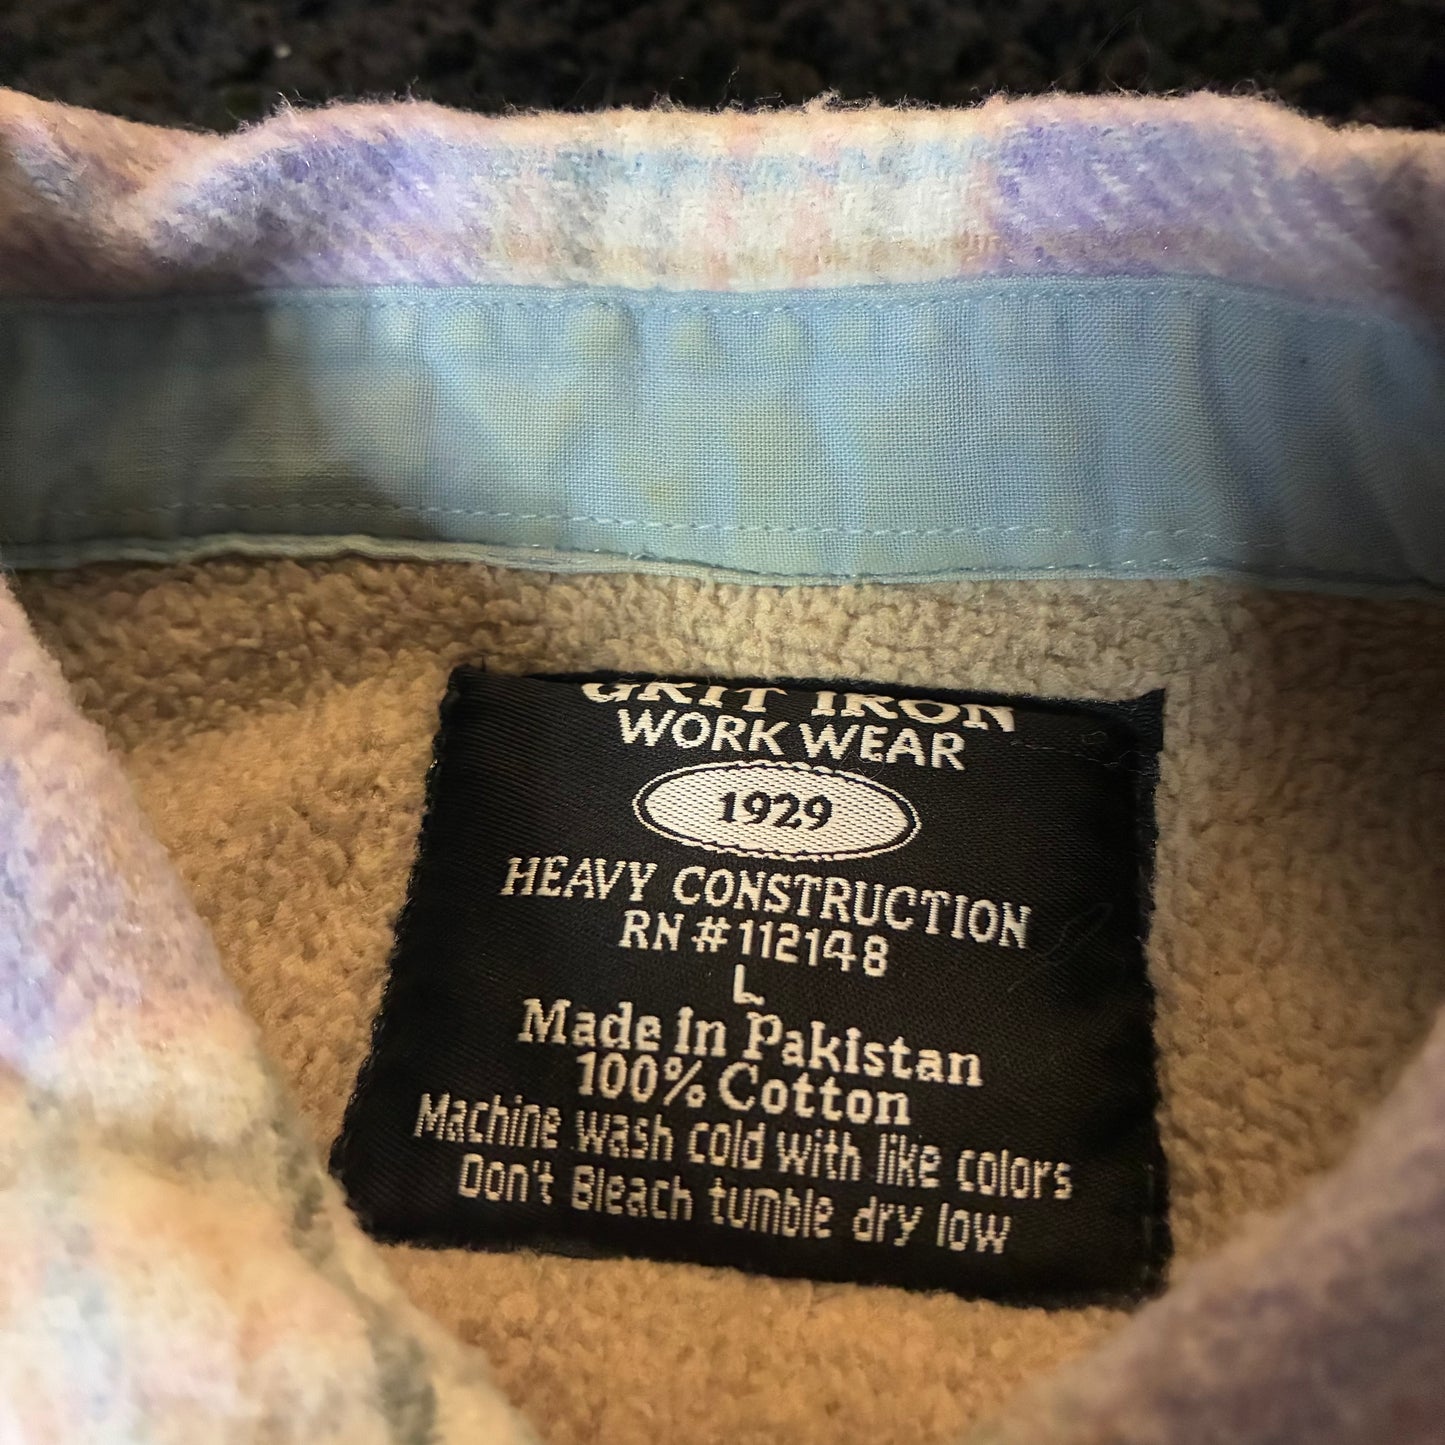 GRIT IRON
WORK WEAR
1929
HEAVY CONSTRUCTION
RN #112148
L
Made in Pakistan
100% Cotton
Machine wash cold with like colors
Don't Bleach tumble dry low